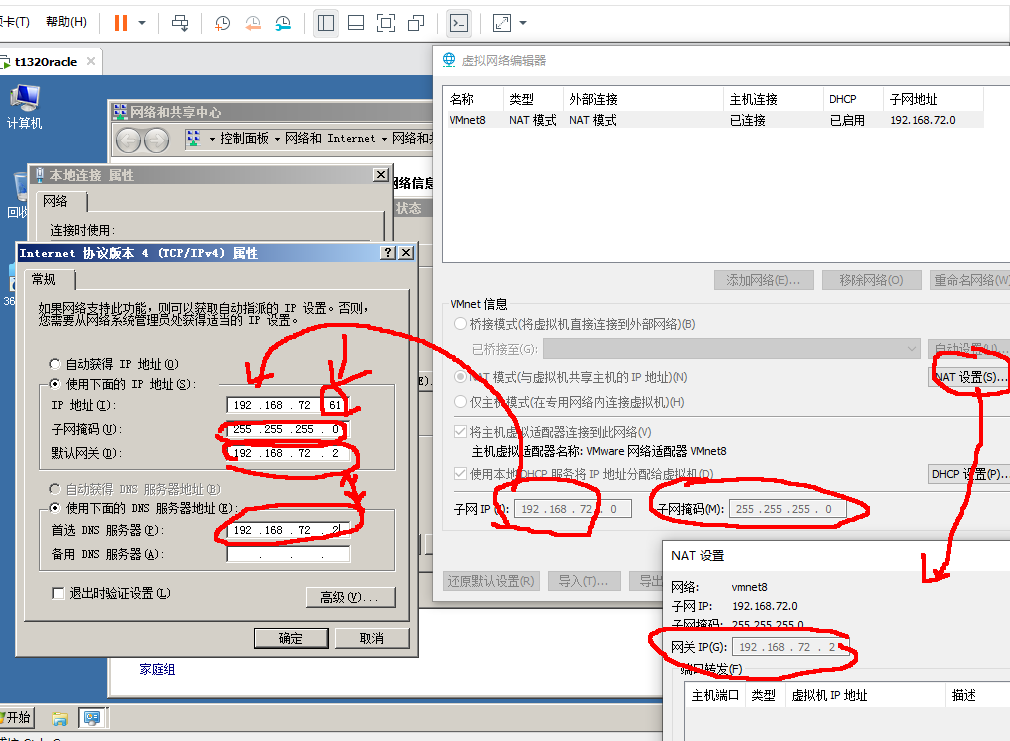 项卡(T) 帮助(H)
t1320racle
计算机
网络和共享中心
控制面板 网络和 Internet 网络和共
本地连接 属性
网络
连接时使用:
网络信息
状态
Internet 协议版本 4 (TCP/IPv4) 属性
常规
如果网络支持此功能,则可以获取自动指派的 IP 设置。否则,
您需要从网络系统管理员处获得适当的 IP 设置。
自动获得 IP 地址(O)
使用下面的 IP 地址(S):
IP 地址(I): 192 .168 .72 .61
子网掩码(U): 255 .255 .255 .0
默认网关(D): 192 .168 .72 .2
自动获得 DNS 服务器地址(B)
使用下面的 DNS 服务器地址(E):
首选 DNS 服务器(P): 192 .168 .72 .2
备用 DNS 服务器(A): . . .
退出时验证设置(L)
高级(V)...
确定 取消
家庭组
开始
虚拟网络编辑器
名称 类型 外部连接 主机连接 DHCP 子网地址
VMnet8 NAT 模式 NAT 模式 已连接 已启用 192.168.72.0
添加网络(E)... 移除网络(O) 重命名网络(W)
VMnet 信息
桥接模式(将虚拟机直接连接到外部网络)(B)
已桥接至(G): 自动设置(U)...
NAT 模式(与虚拟机共享主机的 IP 地址)(N) NAT 设置(S)...
仅主机模式(在专用网络内连接虚拟机)(H)
将主机虚拟适配器连接到此网络(V)
主机虚拟适配器名称: VMware 网络适配器 VMnet8
使用本地 DHCP 服务将 IP 地址分配给虚拟机(D) DHCP 设置(P)...
子网 IP (I): 192 .168 .72 . 0 子网掩码(M): 255 .255 .255 . 0
还原默认设置(R) 导入(T)... 导出
NAT 设置
网络: vmnet8
子网 IP: 192.168.72.0
子网掩码: 255.255.255.0
网关 IP(G): 192 .168 . 72 . 2
端口转发(F)
主机端口 类型 虚拟机 IP 地址 描述